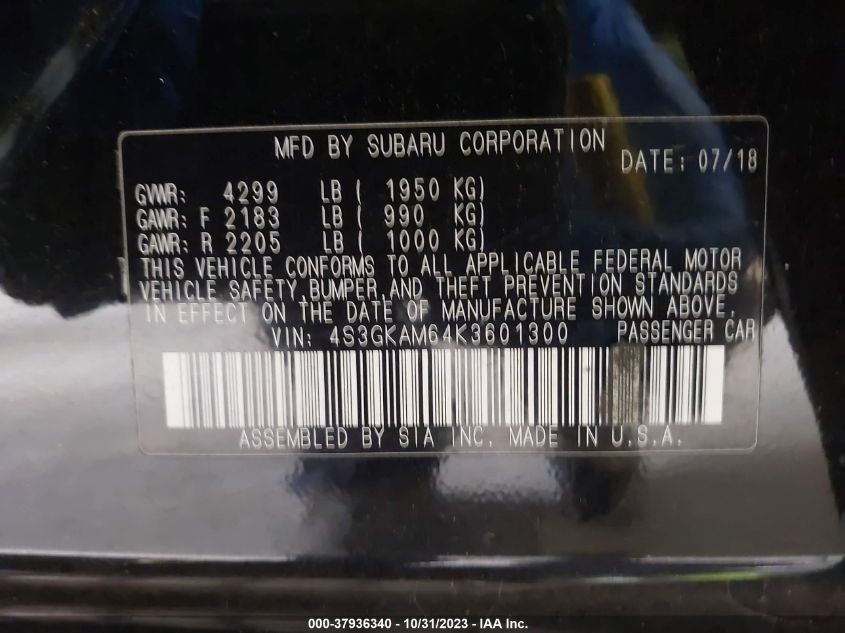 MFD BY SUBARU CORPORATION DATE: 07/18
GVWR: 4299 LB ( 1950 KG)
GAWR: F 2183 LB ( 990 KG)
GAWR: R 2205 LB ( 1000 KG)
THIS VEHICLE CONFORMS TO ALL APPLICABLE FEDERAL MOTOR
VEHICLE SAFETY, BUMPER, AND THEFT PREVENTION STANDARDS
IN EFFECT ON THE DATE OF MANUFACTURE SHOWN ABOVE.
VIN: 4S3GKAM64K3601300 PASSENGER CAR
ASSEMBLED BY SIA INC. MADE IN U.S.A.
000-37936340 - 10/31/2023 - IAA Inc.